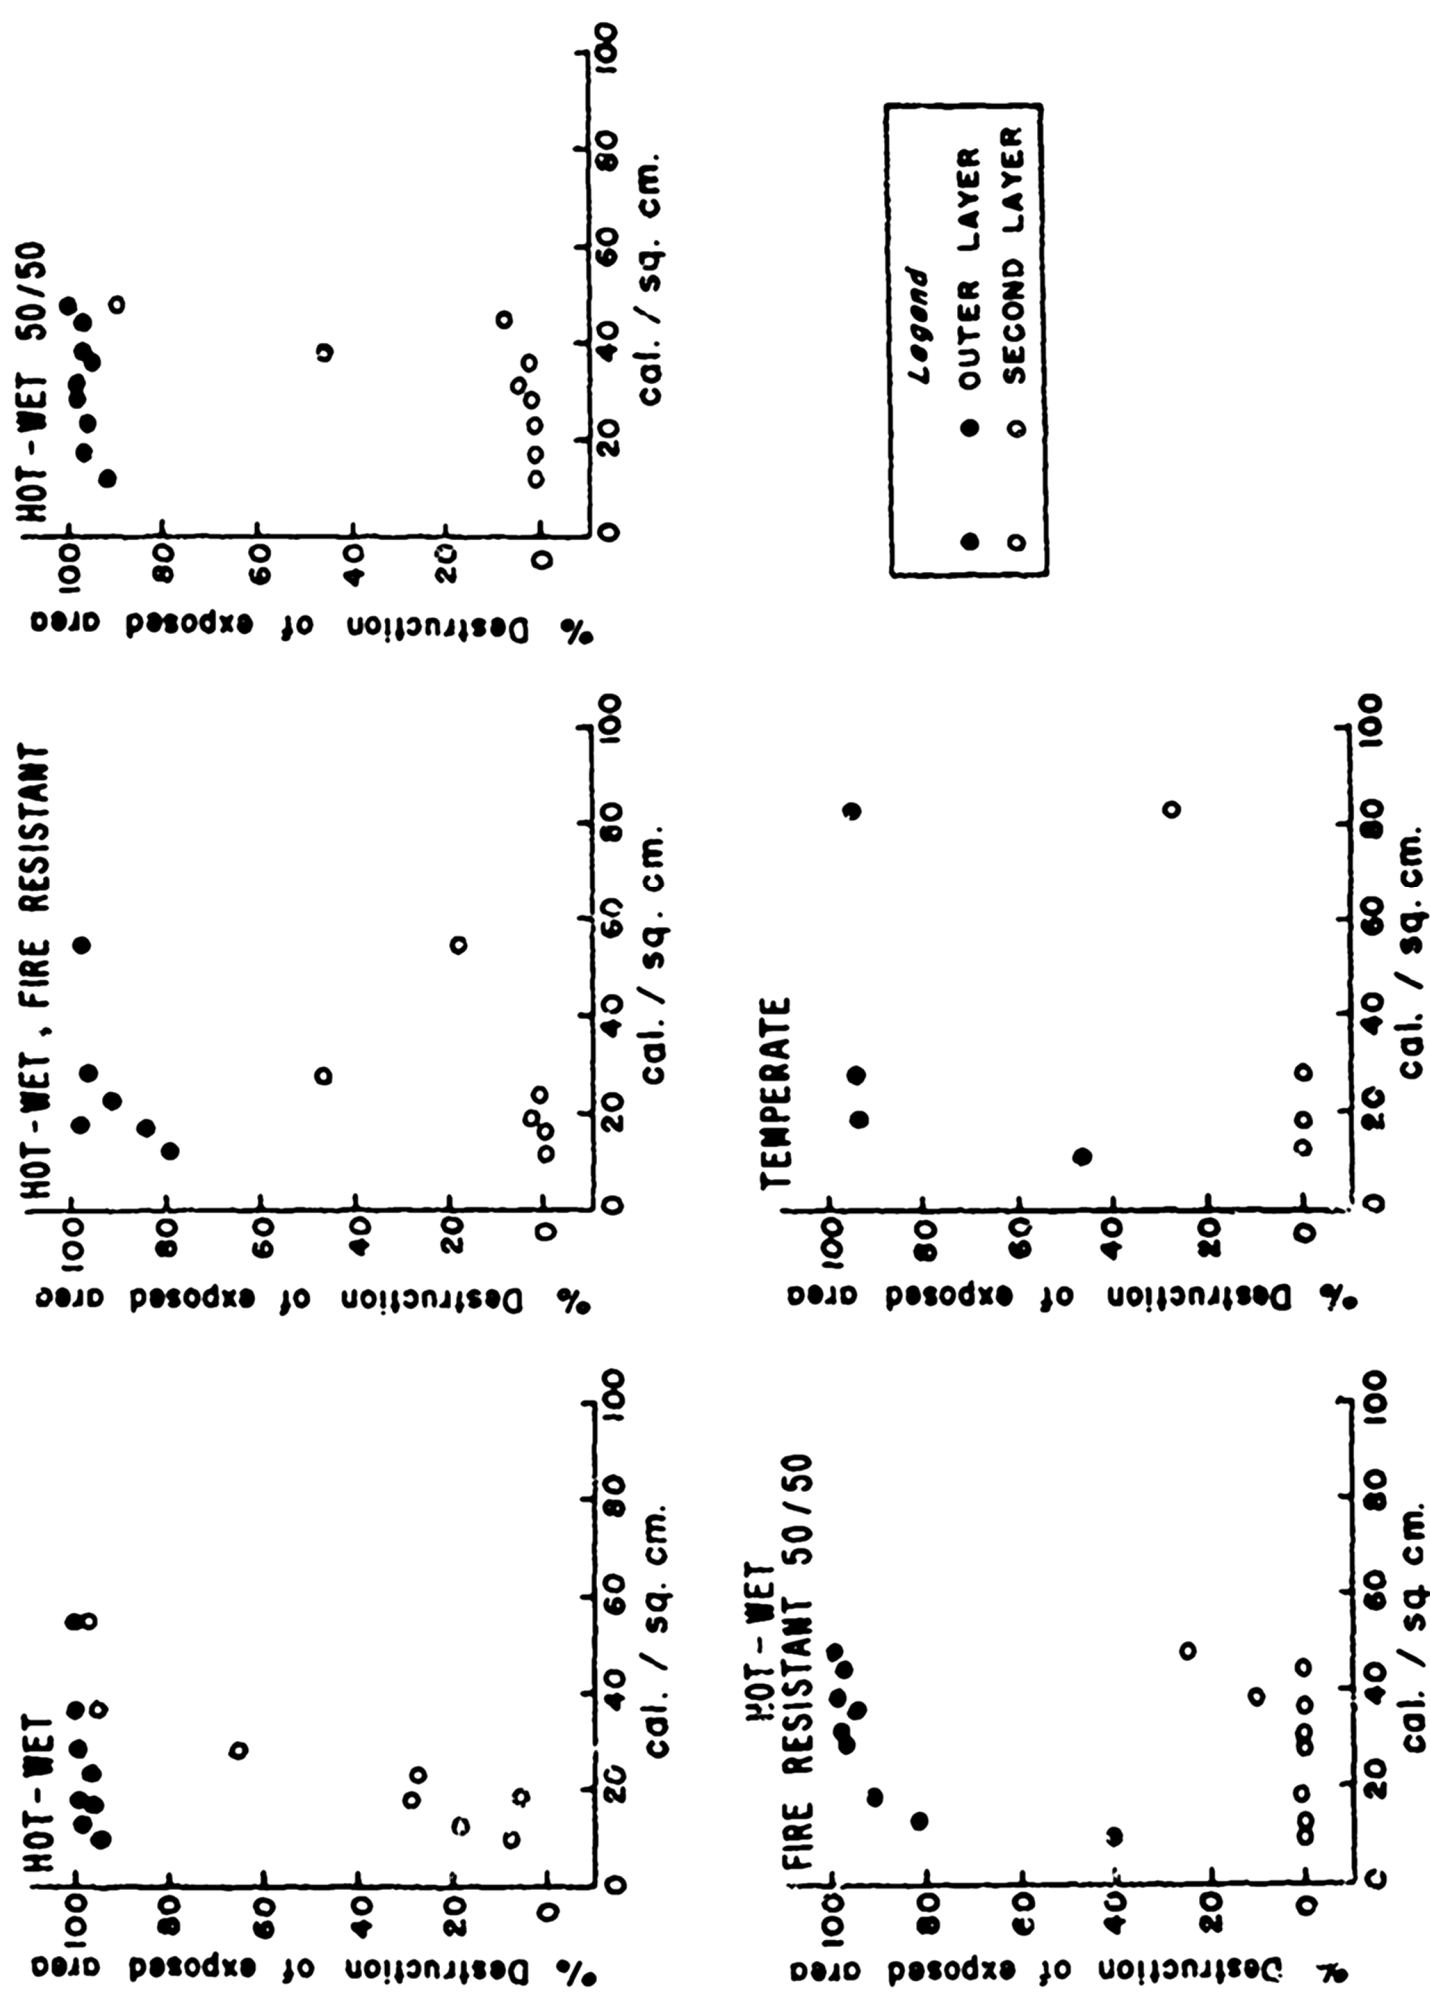 HOT-WET
% Destruction of exposed area
100
80
60
40
20
0
0 20 40 60 80 100
cal. / sq. cm.
HOT-WET, FIRE RESISTANT
% Destruction of exposed area
100
80
60
40
20
0
0 20 40 60 80 100
cal. / sq. cm.
HOT-WET 50/50
% Destruction of exposed area
100
80
60
40
20
0
0 20 40 60 80 100
cal. / sq. cm.
HOT-WET
FIRE RESISTANT 50/50
% Destruction of exposed area
100
80
60
40
20
0
0 20 40 60 80 100
cal. / sq cm.
TEMPERATE
% Destruction of exposed area
100
80
60
40
20
0
0 20 40 60 80 100
cal. / sq. cm.
Legend
OUTER LAYER
SECOND LAYER